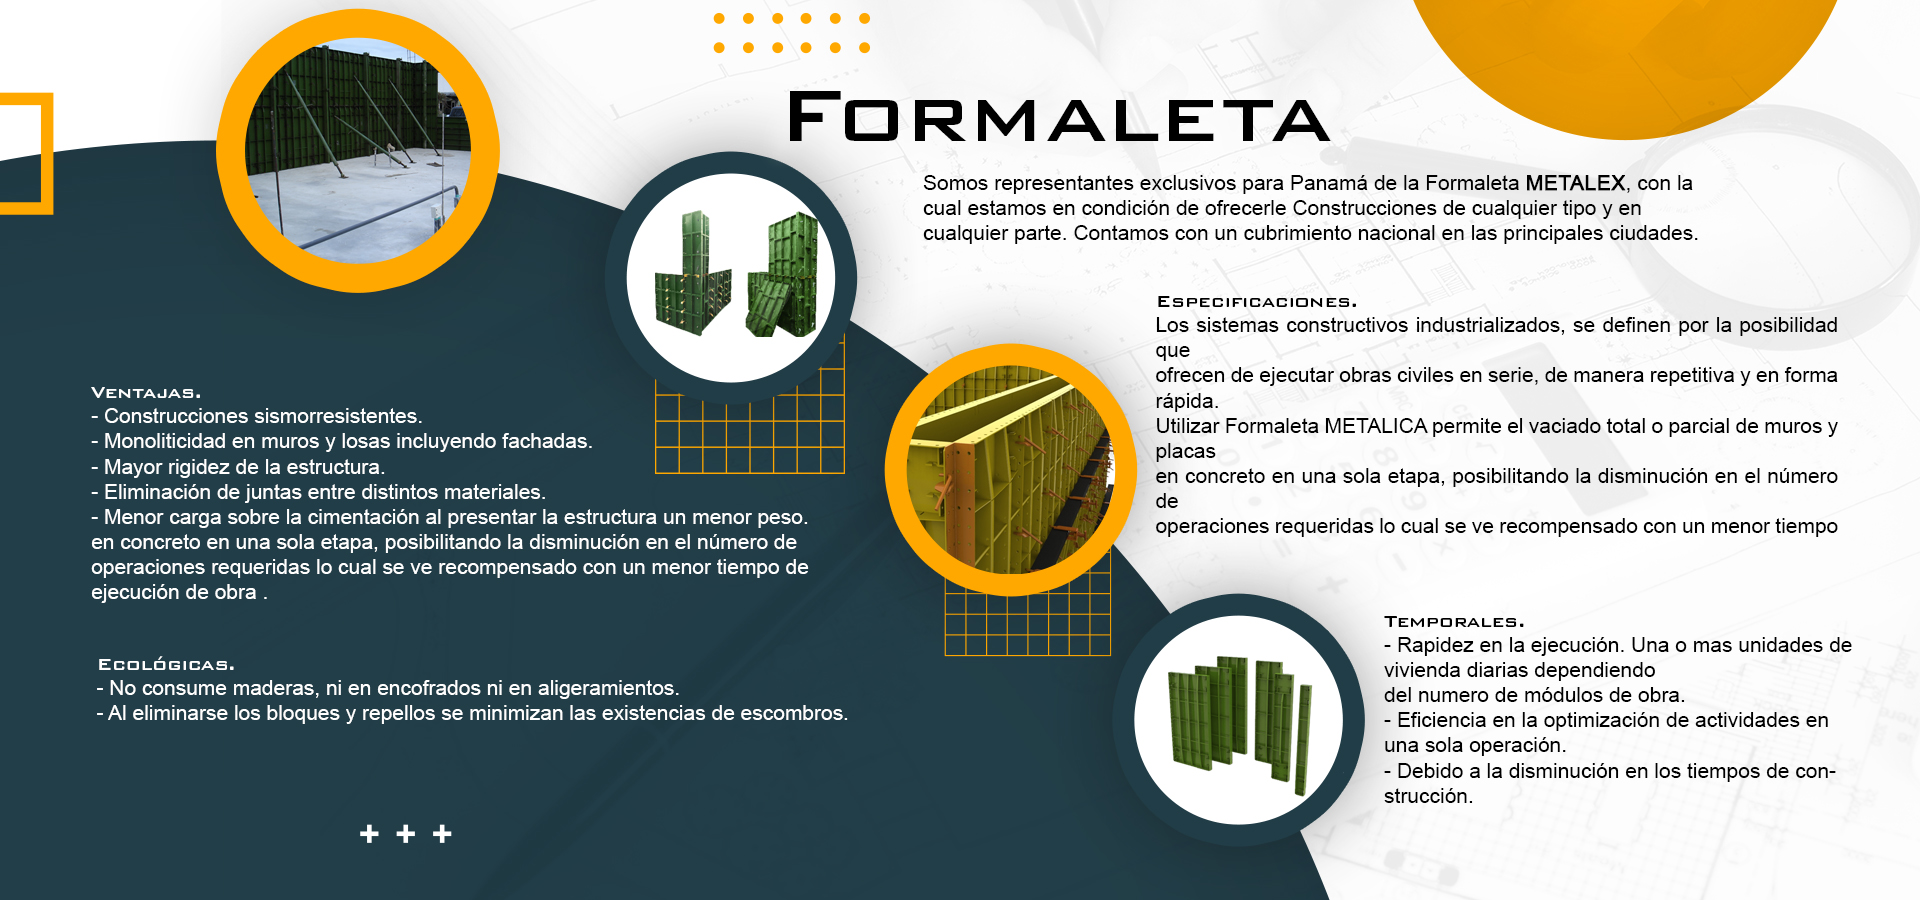 FORMALETA
Somos representantes exclusivos para Panamá de la Formaleta METALEX, con la
cual estamos en condición de ofrecerle Construcciones de cualquier tipo y en
cualquier parte. Contamos con un cubrimiento nacional en las principales ciudades.
ESPECIFICACIONES.
Los sistemas constructivos industrializados, se definen por la posibilidad
que
ofrecen de ejecutar obras civiles en serie, de manera repetitiva y en forma
rápida.
Utilizar Formaleta METALICA permite el vaciado total o parcial de muros y
placas
en concreto en una sola etapa, posibilitando la disminución en el número
de
operaciones requeridas lo cual se ve recompensado con un menor tiempo
VENTAJAS.
- Construcciones sismorresistentes.
- Monoliticidad en muros y losas incluyendo fachadas.
- Mayor rigidez de la estructura.
- Eliminación de juntas entre distintos materiales.
- Menor carga sobre la cimentación al presentar la estructura un menor peso.
en concreto en una sola etapa, posibilitando la disminución en el número de
operaciones requeridas lo cual se ve recompensado con un menor tiempo de
ejecución de obra .
ECOLÓGICAS.
- No consume maderas, ni en encofrados ni en aligeramientos.
- Al eliminarse los bloques y repellos se minimizan las existencias de escombros.
TEMPORALES.
- Rapidez en la ejecución. Una o mas unidades de
vivienda diarias dependiendo
del numero de módulos de obra.
- Eficiencia en la optimización de actividades en
una sola operación.
- Debido a la disminución en los tiempos de con-
strucción.